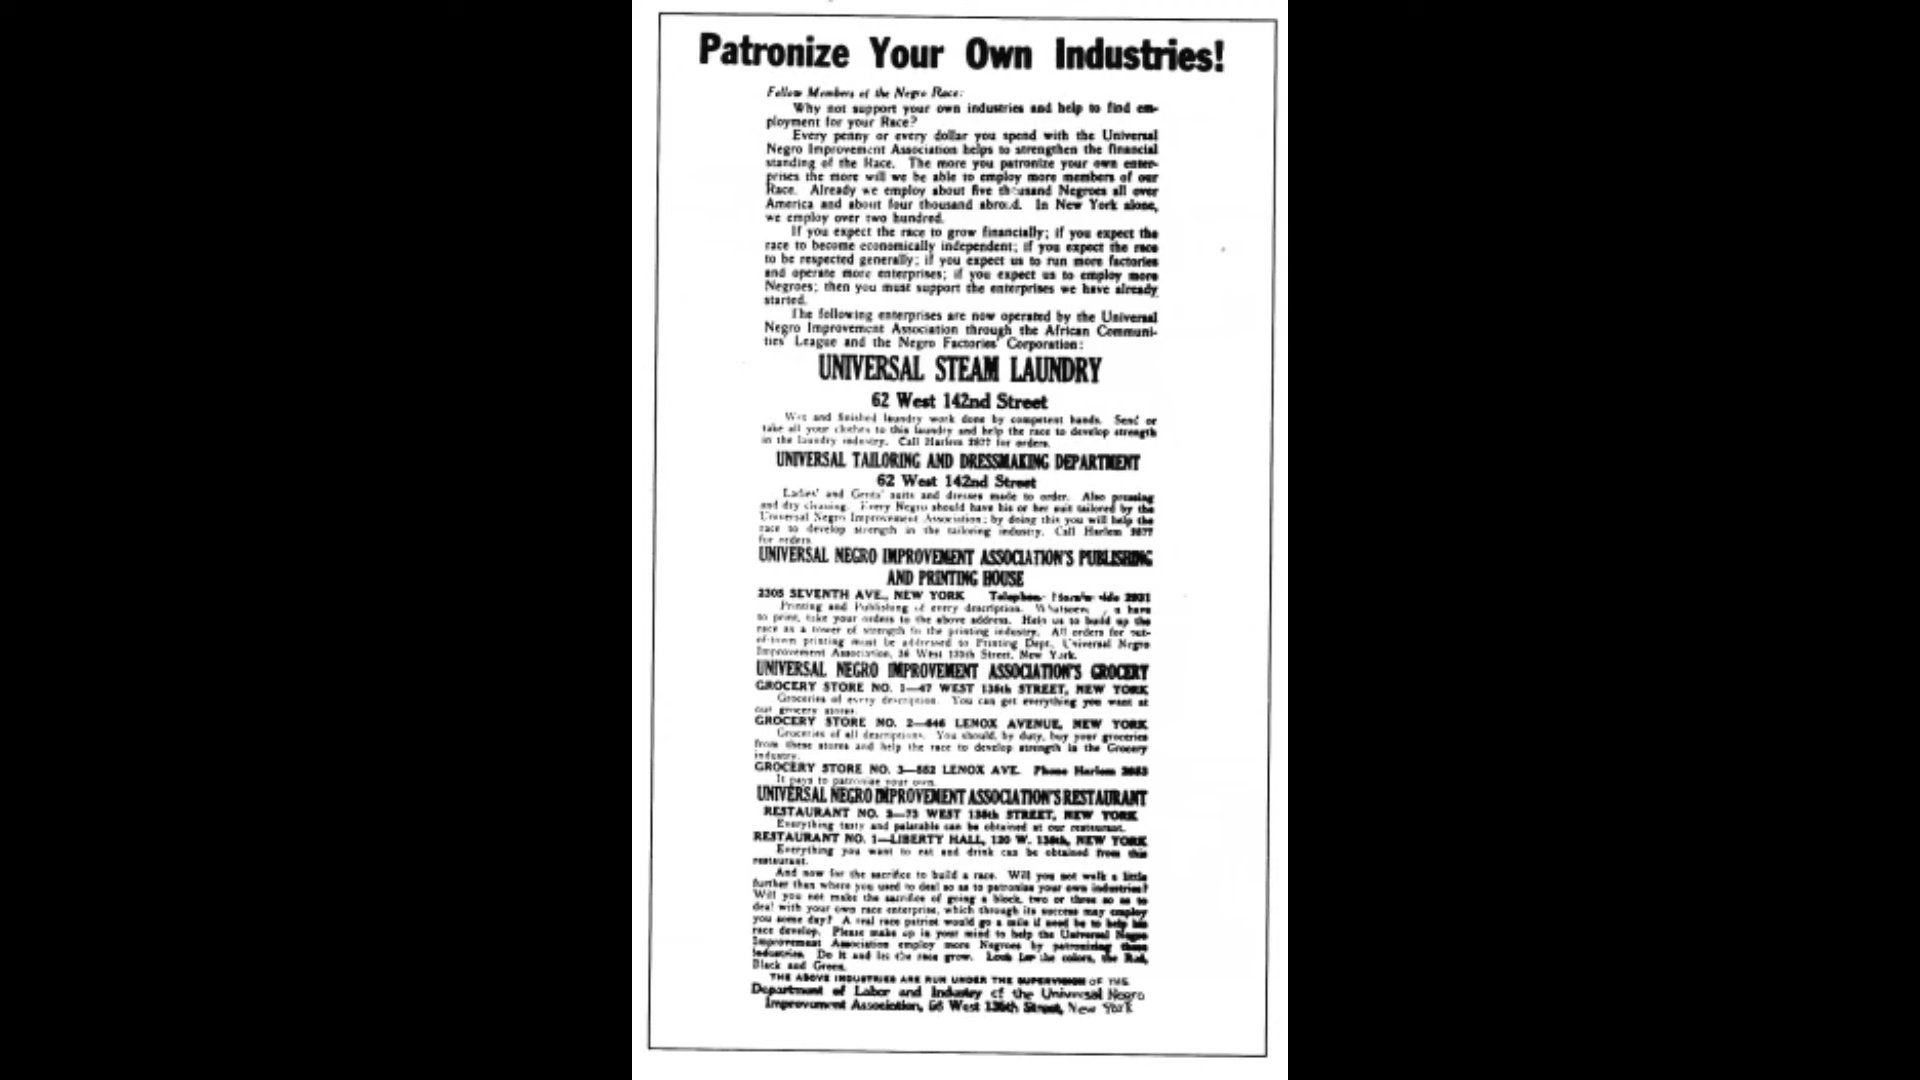 Patronize Your Own Industries!
Fellow Members of the Negro Race:
Why not support your own industries and help to find em-
ployment for your Race?
Every penny or every dollar you spend with the Universal
Negro Improvement Association helps to strengthen the financial
standing of the Race. The more you patronize your own enter-
prises the more will we be able to employ more members of our
Race. Already we employ about five thousand Negroes all over
America and about four thousand abroad. In New York alone,
we employ over two hundred.
If you expect the race to grow financially; if you expect the
race to become economically independent; if you expect the race
to be respected generally; if you expect us to run more factories
and operate more enterprises; if you expect us to employ more
Negroes; then you must support the enterprises we have already
started.
The following enterprises are now operated by the Universal
Negro Improvement Association through the African Communi-
ties' League and the Negro Factories' Corporation:
UNIVERSAL STEAM LAUNDRY
62 West 142nd Street
Wet and finished laundry work done by competent hands. Send or
take all your clothes to this laundry and help the race to develop strength
in the laundry industry. Call Harlem 2877 for orders.
UNIVERSAL TAILORING AND DRESSMAKING DEPARTMENT
62 West 142nd Street
Ladies' and Gents' suits and dresses made to order. Also pressing
and dry cleaning. Every Negro should have his or her suit tailored by the
Universal Negro Improvement Association; by doing this you will help the
race to develop strength in the tailoring industry. Call Harlem 2877
for orders.
UNIVERSAL NEGRO IMPROVEMENT ASSOCIATION'S PUBLISHING
AND PRINTING HOUSE
2305 SEVENTH AVE., NEW YORK Telephone
Printing and Publishing of every description. have
to print, take your orders to the above address. Help us to build up the
race as a tower of strength in the printing industry. All orders for out-
of-town printing must be addressed to Printing Dept., Universal Negro
Improvement Association, 56 West 135th Street, New York.
UNIVERSAL NEGRO IMPROVEMENT ASSOCIATION'S GROCERY
GROCERY STORE NO. 1—47 WEST 135th STREET, NEW YORK
Groceries of every description. You can get everything you want at
our grocery stores.
GROCERY STORE NO. 2—646 LENOX AVENUE, NEW YORK
Groceries of all descriptions. You should, by duty, buy your groceries
from these stores and help the race to develop strength in the Grocery
industry.
GROCERY STORE NO. 3—552 LENOX AVE. Phone Harlem
It pays to patronize your own.
UNIVERSAL NEGRO IMPROVEMENT ASSOCIATION'S RESTAURANT
RESTAURANT NO. 2—73 WEST 135th STREET, NEW YORK
Everything tasty and palatable can be obtained at our restaurant.
RESTAURANT NO. 1—LIBERTY HALL, 120 W. 138th, NEW YORK
Everything you want to eat and drink can be obtained from this
restaurant.
And now for the sacrifice to build a race. Will you not walk a little
further than where you used to deal so as to patronize your own industries?
Will you not make the sacrifice of going a block, two or three so as to
deal with your own race enterprise, which through its success may employ
you some day? A real race patriot would go a mile if need be to help his
race develop. Please make up in your mind to help the Universal Negro
Improvement Association employ more Negroes by patronizing these
Industries. Do it and let the race grow. Look for the colors, the Red,
Black and Green.
THE ABOVE INDUSTRIES ARE RUN UNDER THE SUPERVISION OF THE
Department of Labor and Industry of the Universal Negro
Improvement Association, 56 West 135th Street, New York